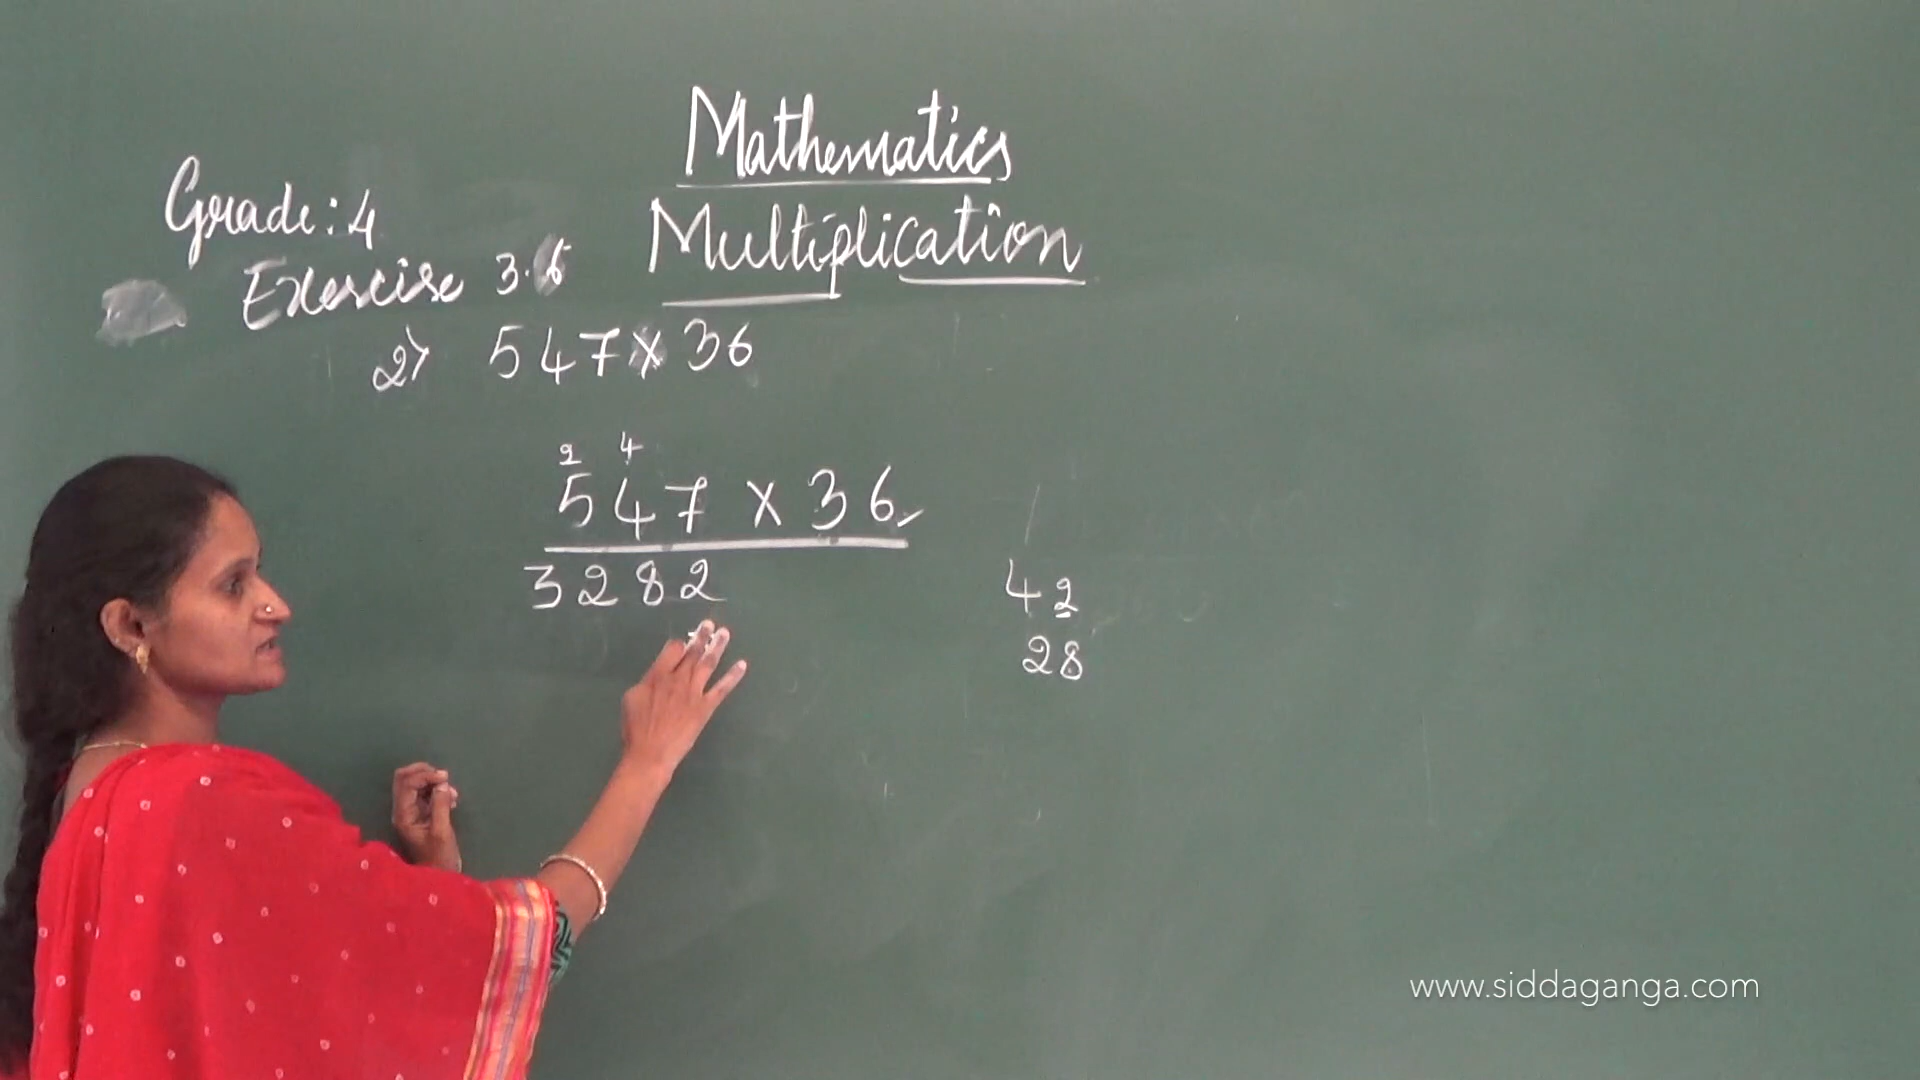 Mathematics
Grade: 4
Multiplication
Exercise 3.6
2) 547 x 36
2 4
547 x 36
3282
42
28
www.siddaganga.com